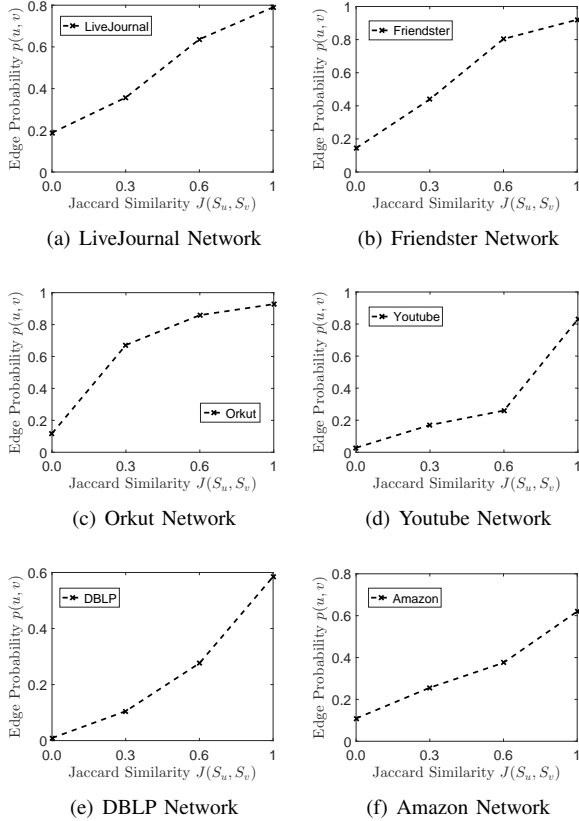 0.8
0.6
0.4
0.2
0
Edge Probability p(u, v)
LiveJournal
0.0 0.3 0.6 1
Jaccard Similarity J(S_u, S_v)
(a) LiveJournal Network
1
0.8
0.6
0.4
0.2
0
Edge Probability p(u, v)
Friendster
0.0 0.3 0.6 1
Jaccard Similarity J(S_u, S_v)
(b) Friendster Network
1
0.8
0.6
0.4
0.2
0
Edge Probability p(u, v)
Orkut
0.0 0.3 0.6 1
Jaccard Similarity J(S_u, S_v)
(c) Orkut Network
1
0.8
0.6
0.4
0.2
0
Edge Probability p(u, v)
Youtube
0.0 0.3 0.6 1
Jaccard Similarity J(S_u, S_v)
(d) Youtube Network
0.6
0.4
0.2
0
Edge Probability p(u, v)
DBLP
0.0 0.3 0.6 1
Jaccard Similarity J(S_u, S_v)
(e) DBLP Network
0.8
0.6
0.4
0.2
0
Edge Probability p(u, v)
Amazon
0.0 0.3 0.6 1
Jaccard Similarity J(S_u, S_v)
(f) Amazon Network